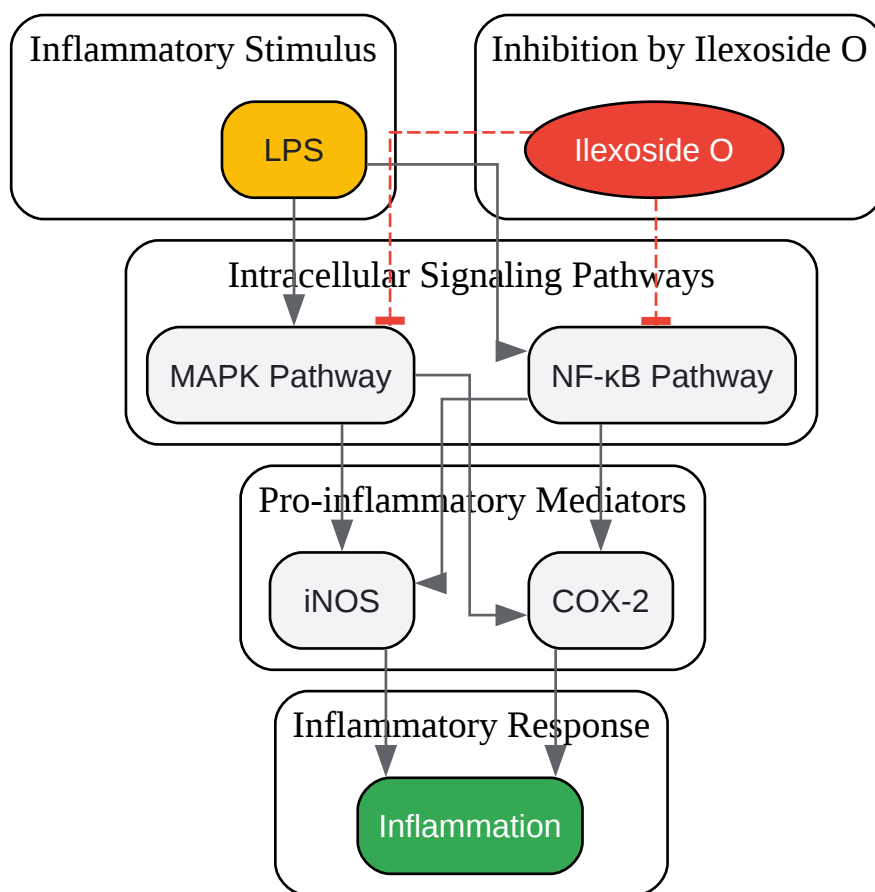 Inflammatory Stimulus
Inhibition by Ilexoside O
LPS
Ilexoside O
Intracellular Signaling Pathways
MAPK Pathway
NF-κB Pathway
Pro-inflammatory Mediators
iNOS
COX-2
Inflammatory Response
Inflammation